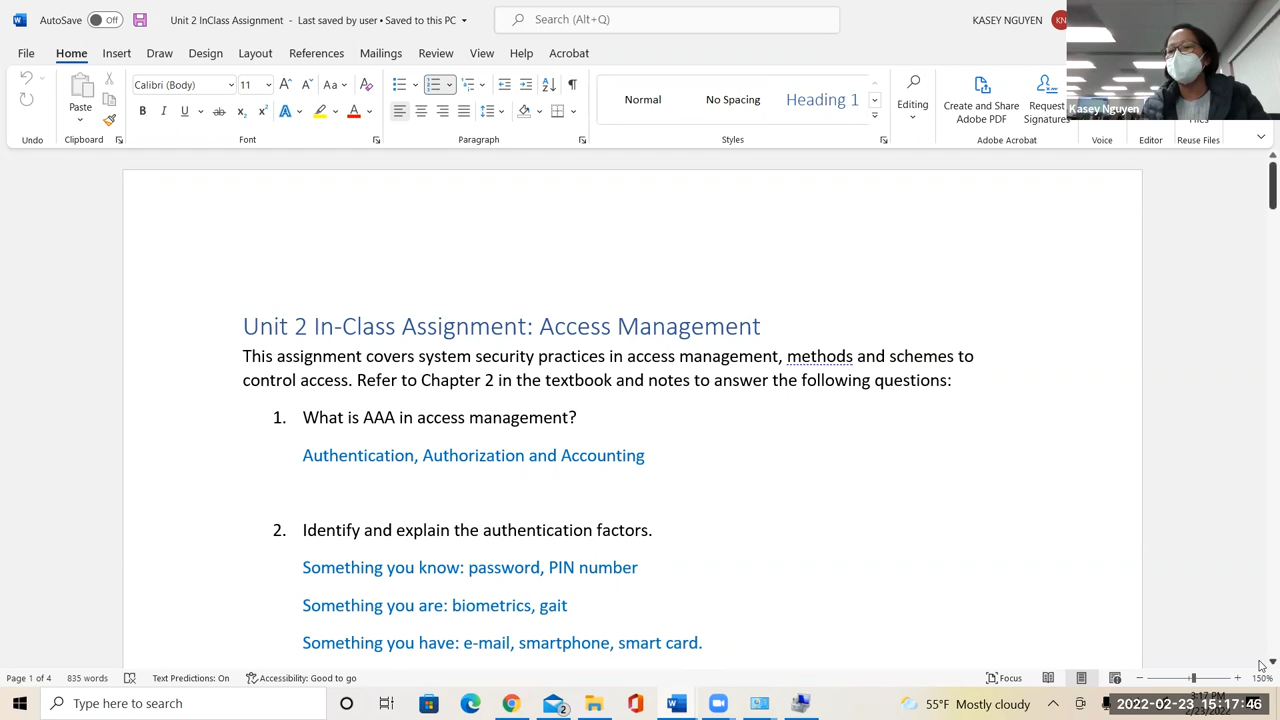 AutoSave Off Unit 2 InClass Assignment - Last saved by user • Saved to this PC Search (Alt+Q) KASEY NGUYEN KN
File Home Insert Draw Design Layout References Mailings Review View Help Acrobat
Paste Calibri (Body) 11 Normal No Spacing Heading 1 Editing Create and Share Adobe PDF Request Signatures
Kasey Nguyen
Undo Clipboard Font Paragraph Styles Adobe Acrobat Voice Editor Reuse Files
Unit 2 In-Class Assignment: Access Management
This assignment covers system security practices in access management, methods and schemes to
control access. Refer to Chapter 2 in the textbook and notes to answer the following questions:
1. What is AAA in access management?
Authentication, Authorization and Accounting
2. Identify and explain the authentication factors.
Something you know: password, PIN number
Something you are: biometrics, gait
Something you have: e-mail, smartphone, smart card.
Page 1 of 4 835 words Text Predictions: On Accessibility: Good to go Focus 150%
Type here to search 2 55°F Mostly cloudy 3:17 PM
2022-02-23 15:17:46
2/23/2022